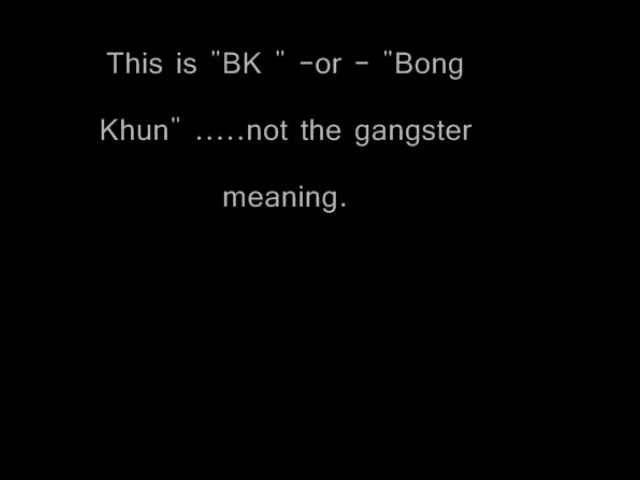 This is "BK " -or - "Bong
Khun" .....not the gangster
meaning.